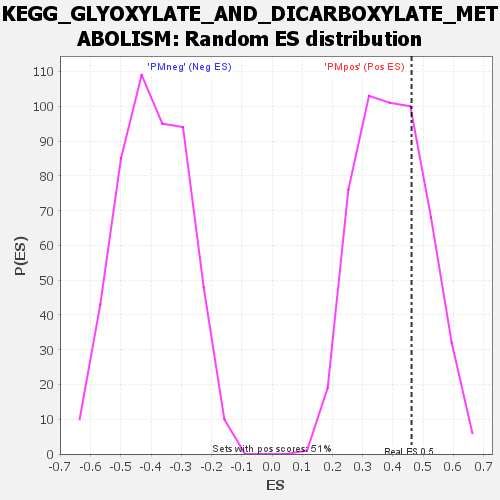 KEGG_GLYOXYLATE_AND_DICARBOXYLATE_MET
ABOLISM: Random ES distribution
'PMneg' (Neg ES) 'PMpos' (Pos ES)
110
100
90
80
70
60
50
40
30
20
10
0
P(ES)
Sets with pos scores: 51%
Real ES 0.5
-0.7 -0.6 -0.5 -0.4 -0.3 -0.2 -0.1 0.0 0.1 0.2 0.3 0.4 0.5 0.6 0.7
ES